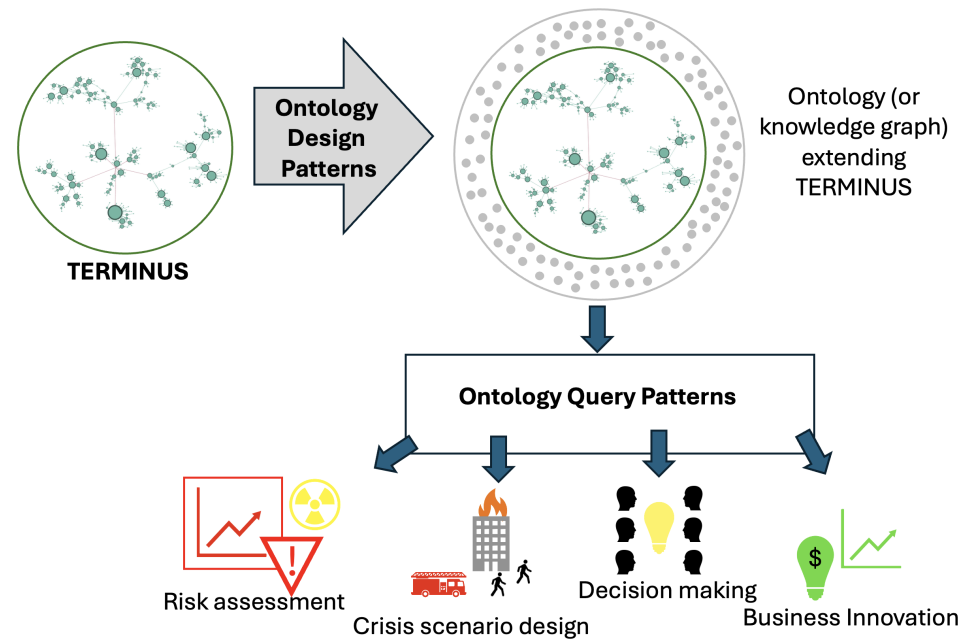 Ontology
Design
Patterns
TERMINUS
Ontology (or
knowledge graph)
extending
TERMINUS
Ontology Query Patterns
!
$
Risk assessment
Crisis scenario design
Decision making
Business Innovation